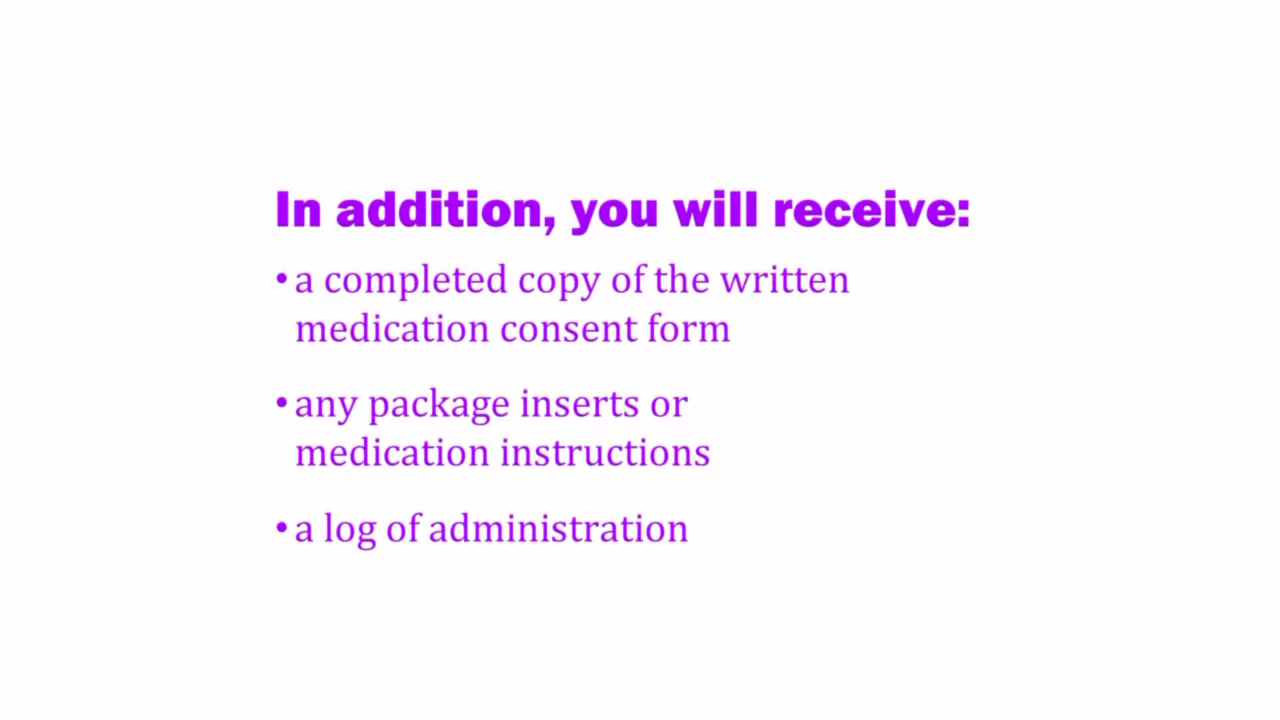 In addition, you will receive:
• a completed copy of the written
medication consent form
• any package inserts or
medication instructions
• a log of administration